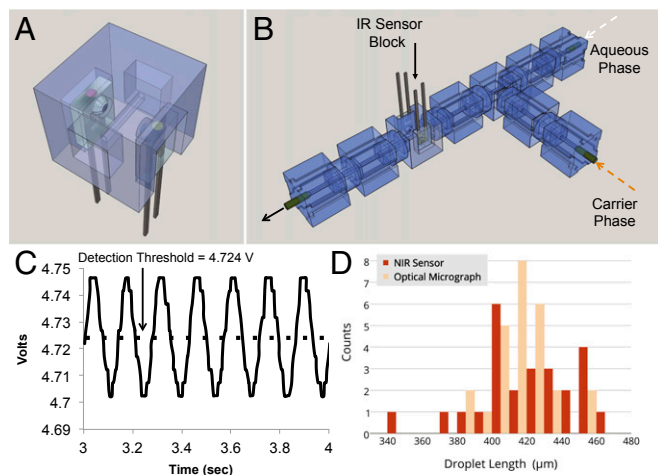 A
B
IR Sensor
Block
Aqueous
Phase
Carrier
Phase
C
Detection Threshold = 4.724 V
4.75
4.74
4.73
4.72
4.71
4.7
4.69
Volts
3
3.2
3.4
3.6
3.8
4
Time (sec)
D
NIR Sensor
Optical Micrograph
8
7
6
5
4
3
2
1
0
Counts
340
360
380
400
420
440
460
480
Droplet Length (µm)